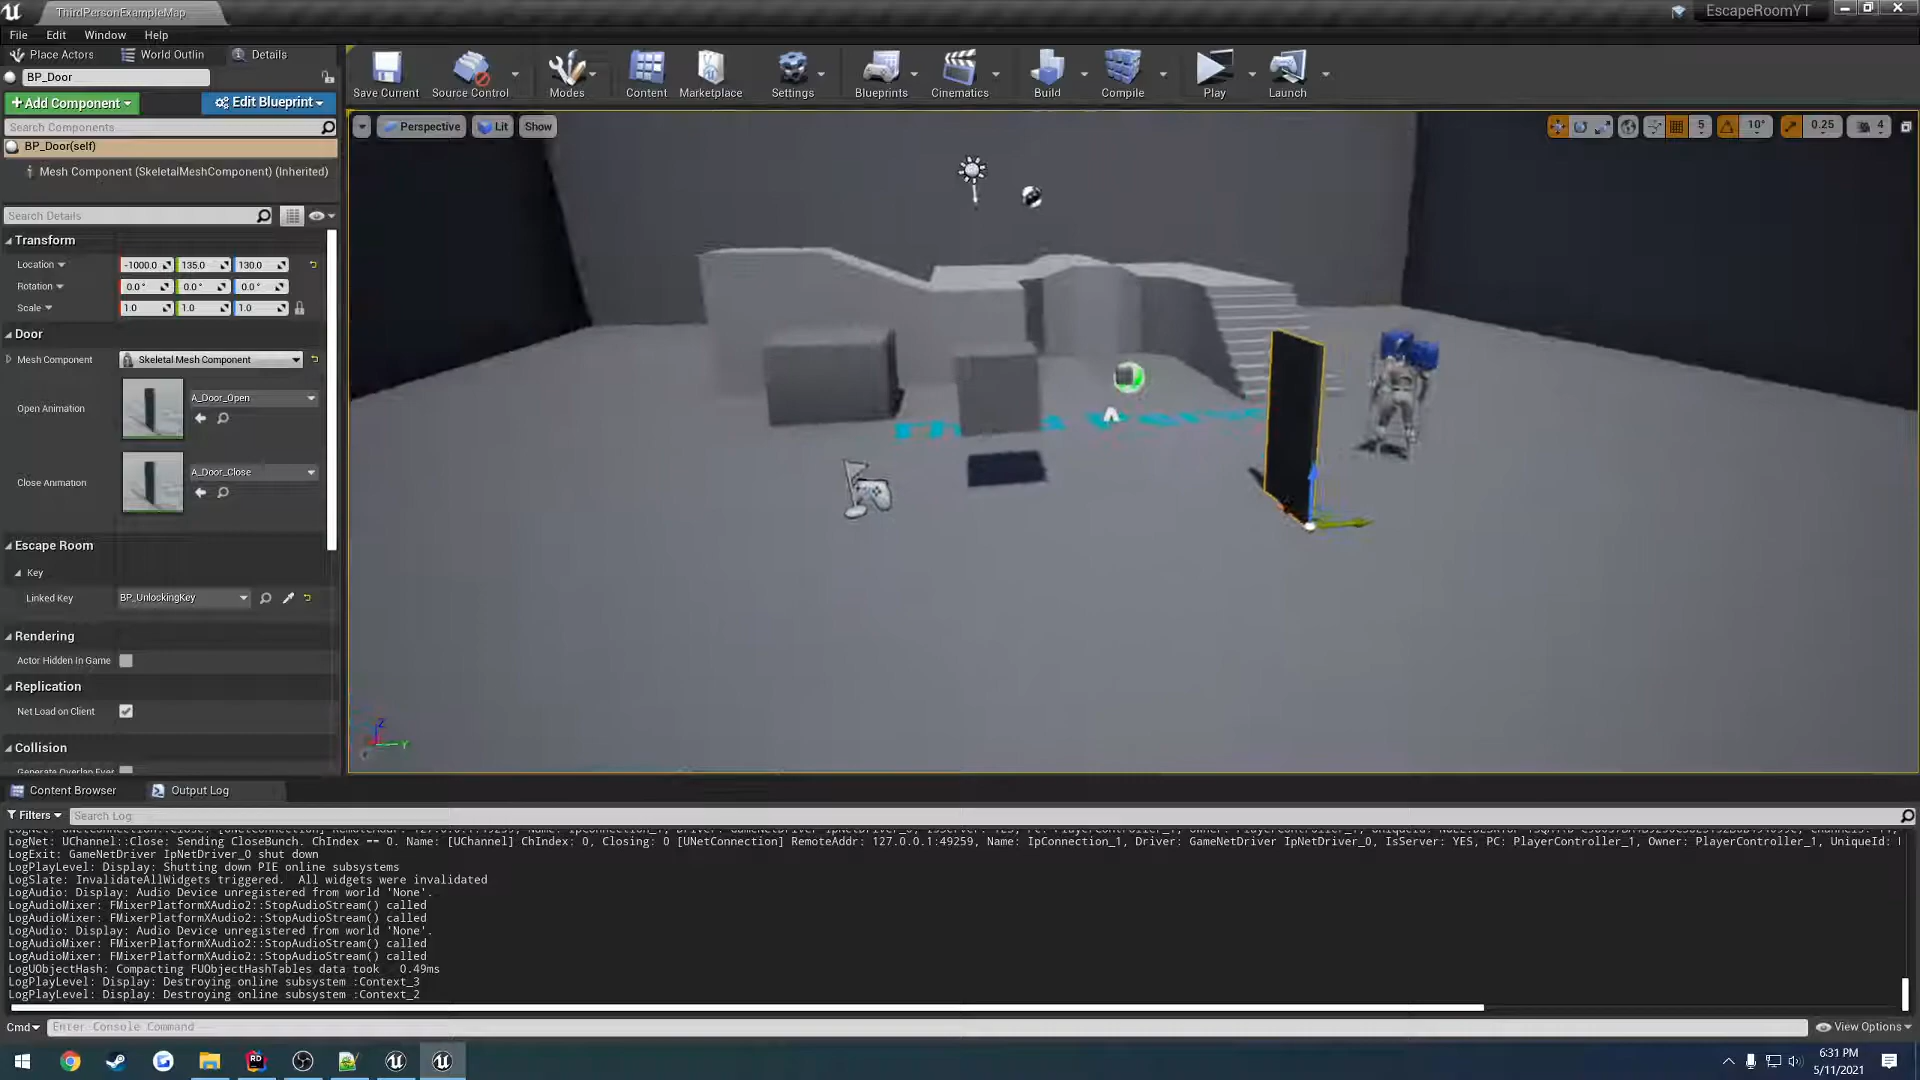 ThirdPersonExampleMap
EscapeRoomYT
File Edit Window Help
Place Actors World Outlin Details
BP_Door
+Add Component Edit Blueprint
Search Components
BP_Door(self)
Mesh Component (SkeletalMeshComponent) (Inherited)
Search Details
Transform
Location -1000.0 135.0 130.0
Rotation 0.0° 0.0° 0.0°
Scale 1.0 1.0 1.0
Door
Mesh Component Skeletal Mesh Component
Open Animation A_Door_Open
Close Animation A_Door_Close
Escape Room
Key
Linked Key BP_UnlockingKey
Rendering
Actor Hidden In Game
Replication
Net Load on Client
Collision
Generate Overlap Even
Save Current Source Control Modes Content Marketplace Settings Blueprints Cinematics Build Compile Play Launch
Perspective Lit Show
5 10° 0.25 4
Z
Y
Content Browser Output Log
Filters Search Log
LogNet: UChannel::Close: Sending CloseBunch. ChIndex == 0. Name: [UChannel] ChIndex: 0, Closing: 0 [UNetConnection] RemoteAddr: 127.0.0.1:49259, Name: IpConnection_1, Driver: GameNetDriver IpNetDriver_0, IsServer: YES, PC: PlayerController_1, Owner: PlayerController_1, UniqueId:
LogExit: GameNetDriver IpNetDriver_0 shut down
LogPlayLevel: Display: Shutting down PIE online subsystems
LogSlate: InvalidateAllWidgets triggered. All widgets were invalidated
LogAudio: Display: Audio Device unregistered from world 'None'.
LogAudioMixer: FMixerPlatformXAudio2::StopAudioStream() called
LogAudioMixer: FMixerPlatformXAudio2::StopAudioStream() called
LogAudio: Display: Audio Device unregistered from world 'None'.
LogAudioMixer: FMixerPlatformXAudio2::StopAudioStream() called
LogAudioMixer: FMixerPlatformXAudio2::StopAudioStream() called
LogUObjectHash: Compacting FUObjectHashTables data took 0.49ms
LogPlayLevel: Display: Destroying online subsystem :Context_3
LogPlayLevel: Display: Destroying online subsystem :Context_2
Cmd Enter Console Command View Options
6:31 PM
5/11/2021